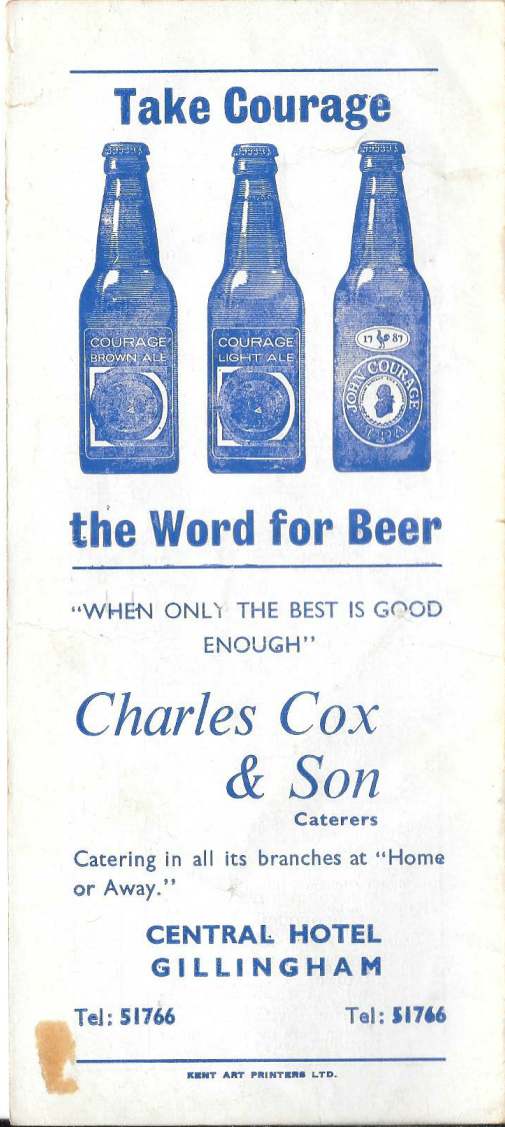 Take Courage
COURAGE
BROWN ALE
COURAGE
LIGHT ALE
17 87
JOHN COURAGE
the Word for Beer
“WHEN ONLY THE BEST IS GOOD
ENOUGH”
Charles Cox
& Son
Caterers
Catering in all its branches at “Home
or Away.”
CENTRAL HOTEL
GILLINGHAM
Tel: 51766 Tel: 51766
KENT ART PRINTERS LTD.